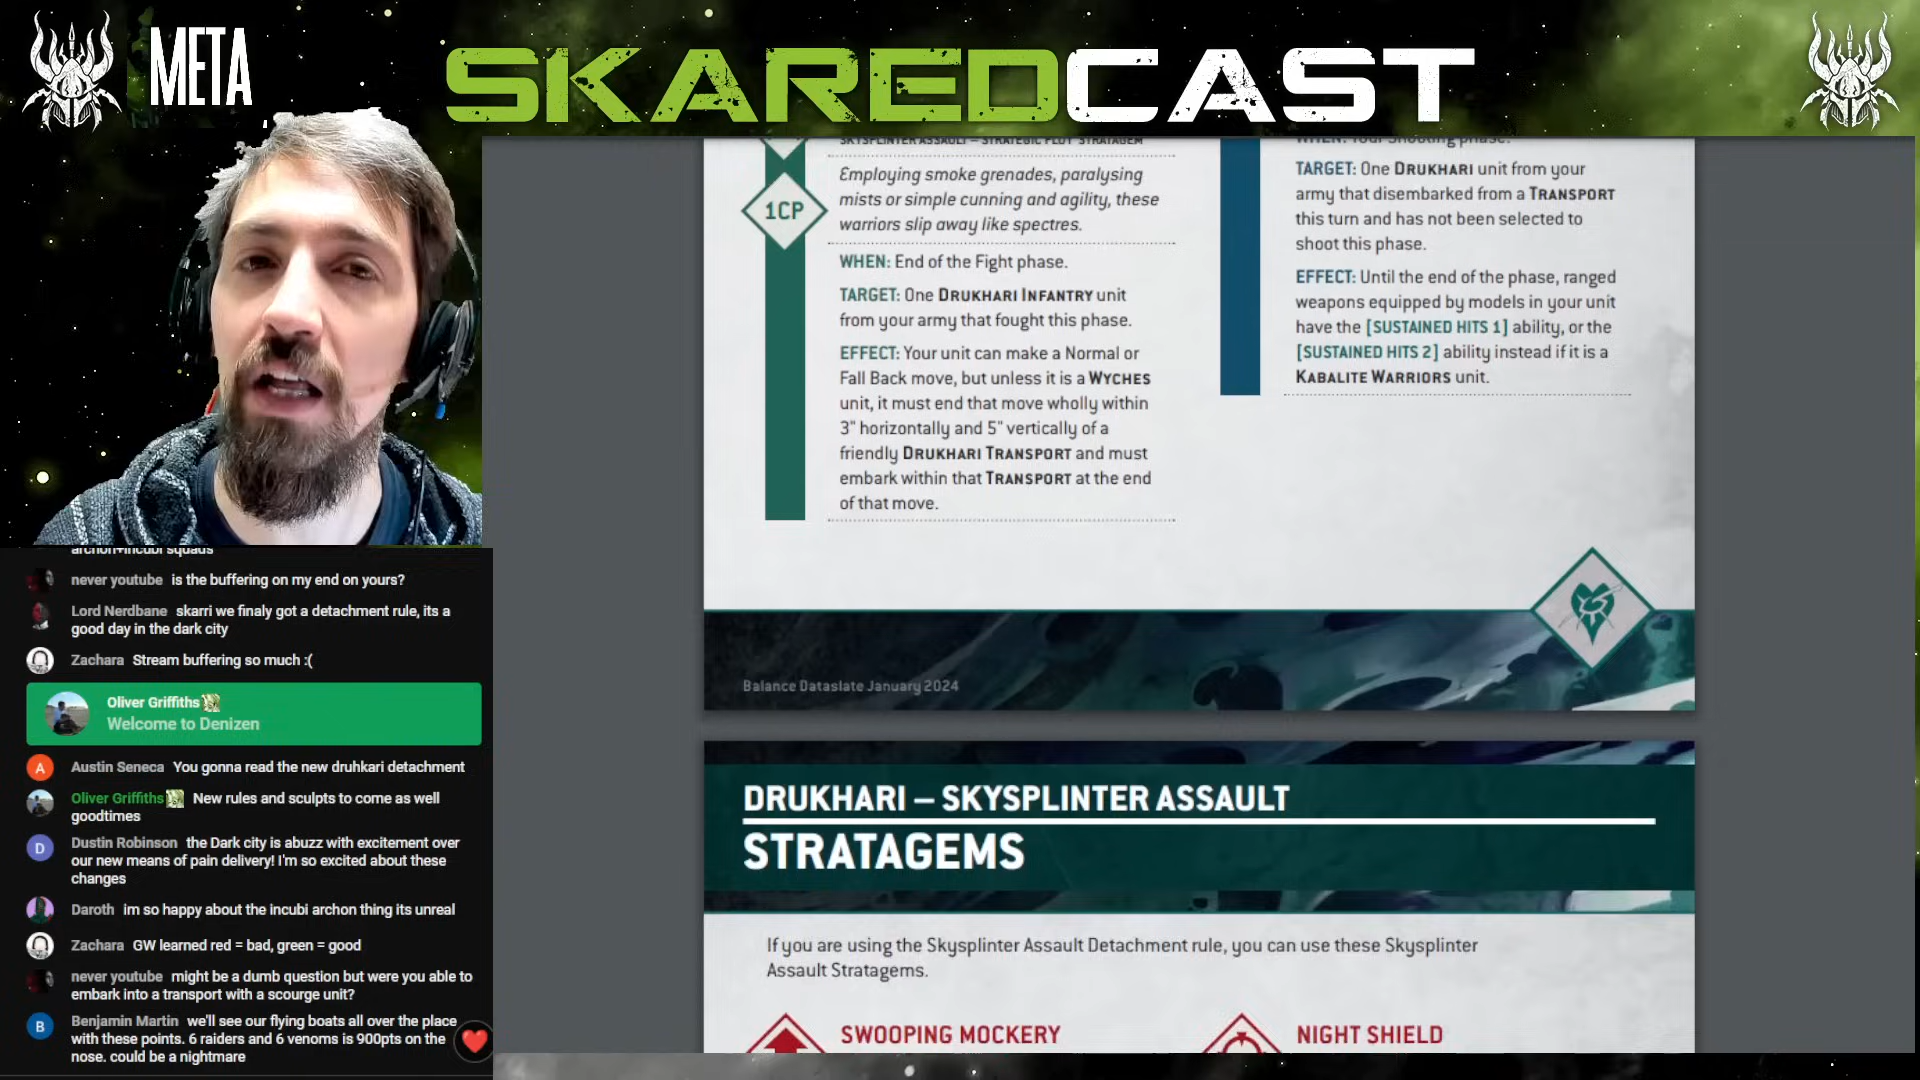 META
SKAREDCAST
SKYSPLINTER ASSAULT – STRATEGIC PLOY STRATAGEM
1CP
Employing smoke grenades, paralysing
mists or simple cunning and agility, these
warriors slip away like spectres.
WHEN: End of the Fight phase.
TARGET: One DRUKHARI INFANTRY unit
from your army that fought this phase.
EFFECT: Your unit can make a Normal or
Fall Back move, but unless it is a WYCHES
unit, it must end that move wholly within
3" horizontally and 5" vertically of a
friendly DRUKHARI TRANSPORT and must
embark within that TRANSPORT at the end
of that move.
WHEN: Your Shooting phase.
TARGET: One DRUKHARI unit from your
army that disembarked from a TRANSPORT
this turn and has not been selected to
shoot this phase.
EFFECT: Until the end of the phase, ranged
weapons equipped by models in your unit
have the [SUSTAINED HITS 1] ability, or the
[SUSTAINED HITS 2] ability instead if it is a
KABALITE WARRIORS unit.
Balance Dataslate January 2024
DRUKHARI – SKYSPLINTER ASSAULT
STRATAGEMS
If you are using the Skysplinter Assault Detachment rule, you can use these Skysplinter
Assault Stratagems.
SWOOPING MOCKERY
NIGHT SHIELD
archon+incubi squads
never youtube is the buffering on my end on yours?
Lord Nerdbane skarri we finaly got a detachment rule, its a
good day in the dark city
Zachara Stream buffering so much :(
Oliver Griffiths
Welcome to Denizen
A
Austin Seneca You gonna read the new druhkari detachment
Oliver Griffiths New rules and sculpts to come as well
goodtimes
D
Dustin Robinson the Dark city is abuzz with excitement over
our new means of pain delivery! I'm so excited about these
changes
Daroth im so happy about the incubi archon thing its unreal
Zachara GW learned red = bad, green = good
never youtube might be a dumb question but were you able to
embark into a transport with a scourge unit?
B
Benjamin Martin we'll see our flying boats all over the place
with these points. 6 raiders and 6 venoms is 900pts on the
nose. could be a nightmare